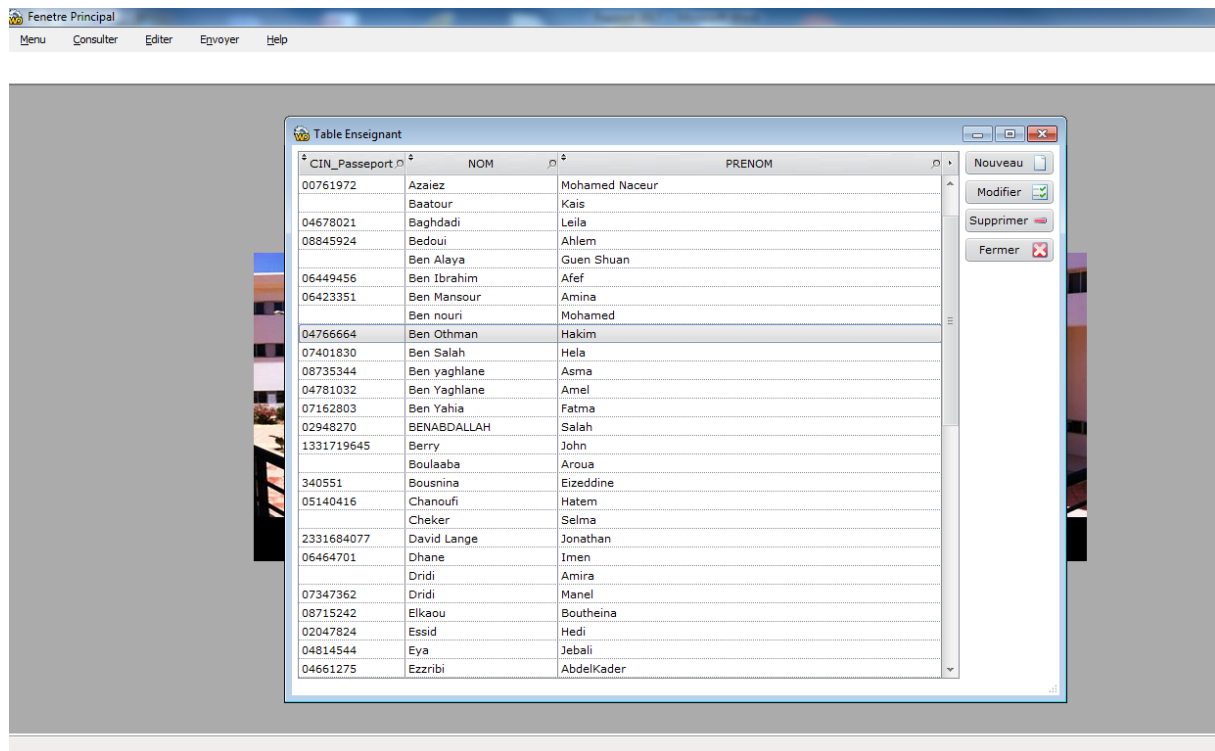 Fenetre Principal
Menu Consulter Editer Envoyer Help
Table Enseignant
CIN_Passeport NOM PRENOM
Nouveau
Modifier
Supprimer
Fermer
00761972 Azaiez Mohamed Naceur
Baatour Kais
04678021 Baghdadi Leila
08845924 Bedoui Ahlem
Ben Alaya Guen Shuan
06449456 Ben Ibrahim Afef
06423351 Ben Mansour Amina
Ben nouri Mohamed
04766664 Ben Othman Hakim
07401830 Ben Salah Hela
08735344 Ben yaghlane Asma
04781032 Ben Yaghlane Amel
07162803 Ben Yahia Fatma
02948270 BENABDALLAH Salah
1331719645 Berry John
Boulaaba Aroua
340551 Bousnina Eizeddine
05140416 Chanoufi Hatem
Cheker Selma
2331684077 David Lange Jonathan
06464701 Dhane Imen
Dridi Amira
07347362 Dridi Manel
08715242 Elkaou Boutheina
02047824 Essid Hedi
04814544 Eya Jebali
04661275 Ezzribi AbdelKader